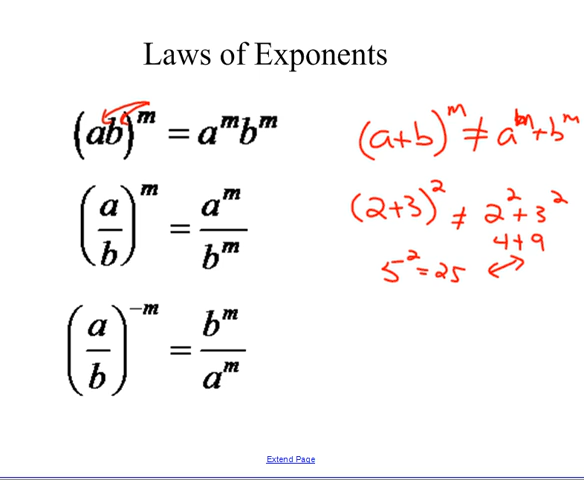 Laws of Exponents
(ab)^m = a^m b^m
(a+b)^m ≠ a^m + b^m
(a/b)^m = a^m/b^m
(2+3)^2 ≠ 2^2 + 3^2
4+9
5^2 = 25 ↔
(a/b)^{-m} = b^m/a^m
Extend Page